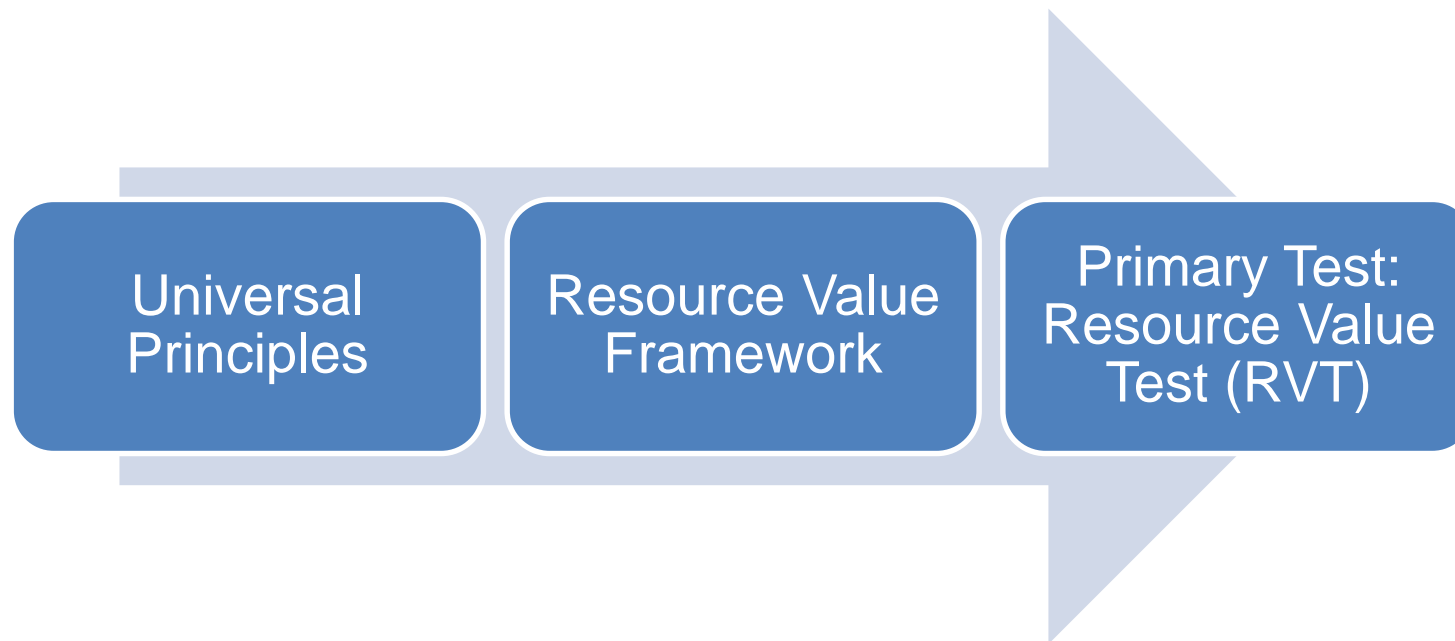 Universal
Principles
Resource Value
Framework
Primary Test:
Resource Value
Test (RVT)